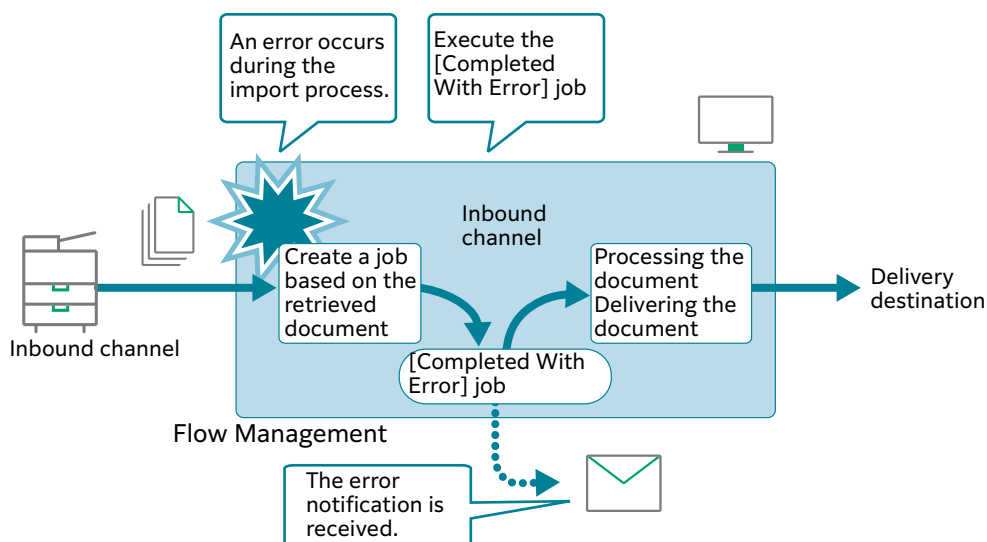 An error occurs
during the
import process.
Execute the
[Completed
With Error] job
Inbound
channel
Create a job
based on the
retrieved
document
Processing the
document
Delivering the
document
Delivery
destination
Inbound channel
[Completed With
Error] job
Flow Management
The error
notification is
received.